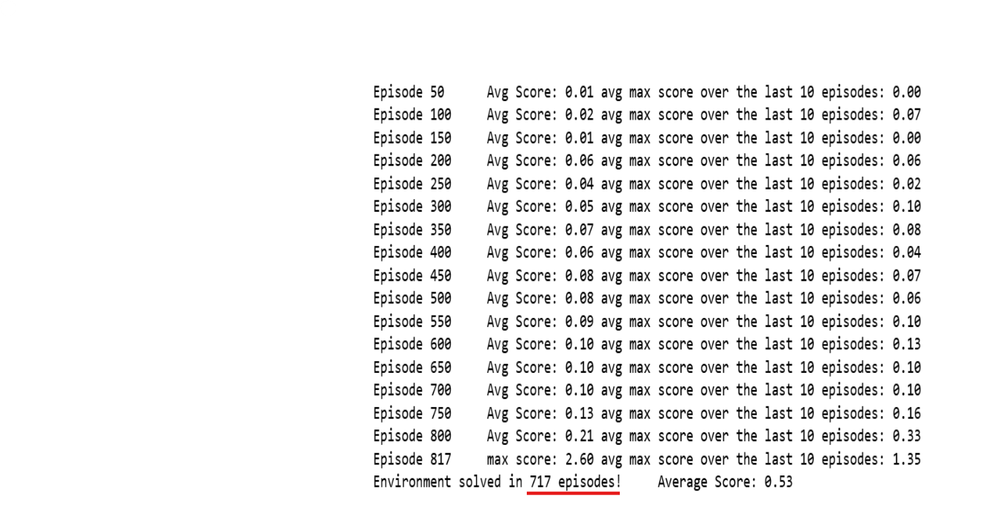 Episode 50 Avg Score: 0.01 avg max score over the last 10 episodes: 0.00
Episode 100 Avg Score: 0.02 avg max score over the last 10 episodes: 0.07
Episode 150 Avg Score: 0.01 avg max score over the last 10 episodes: 0.00
Episode 200 Avg Score: 0.06 avg max score over the last 10 episodes: 0.06
Episode 250 Avg Score: 0.04 avg max score over the last 10 episodes: 0.02
Episode 300 Avg Score: 0.05 avg max score over the last 10 episodes: 0.10
Episode 350 Avg Score: 0.07 avg max score over the last 10 episodes: 0.08
Episode 400 Avg Score: 0.06 avg max score over the last 10 episodes: 0.04
Episode 450 Avg Score: 0.08 avg max score over the last 10 episodes: 0.07
Episode 500 Avg Score: 0.08 avg max score over the last 10 episodes: 0.06
Episode 550 Avg Score: 0.09 avg max score over the last 10 episodes: 0.10
Episode 600 Avg Score: 0.10 avg max score over the last 10 episodes: 0.13
Episode 650 Avg Score: 0.10 avg max score over the last 10 episodes: 0.10
Episode 700 Avg Score: 0.10 avg max score over the last 10 episodes: 0.10
Episode 750 Avg Score: 0.13 avg max score over the last 10 episodes: 0.16
Episode 800 Avg Score: 0.21 avg max score over the last 10 episodes: 0.33
Episode 817 max score: 2.60 avg max score over the last 10 episodes: 1.35
Environment solved in 717 episodes! Average Score: 0.53